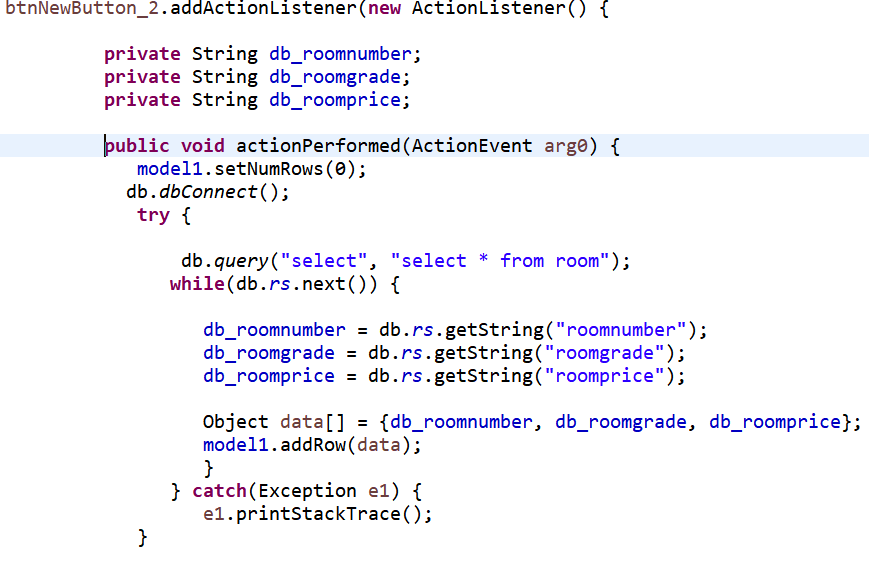 btnNewButton_2.addActionListener(new ActionListener() {
private String db_roomnumber;
private String db_roomgrade;
private String db_roomprice;
public void actionPerformed(ActionEvent arg0) {
model1.setNumRows(0);
db.dbConnect();
try {
db.query("select", "select * from room");
while(db.rs.next()) {
db_roomnumber = db.rs.getString("roomnumber");
db_roomgrade = db.rs.getString("roomgrade");
db_roomprice = db.rs.getString("roomprice");
Object data[] = {db_roomnumber, db_roomgrade, db_roomprice};
model1.addRow(data);
}
} catch(Exception e1) {
e1.printStackTrace();
}